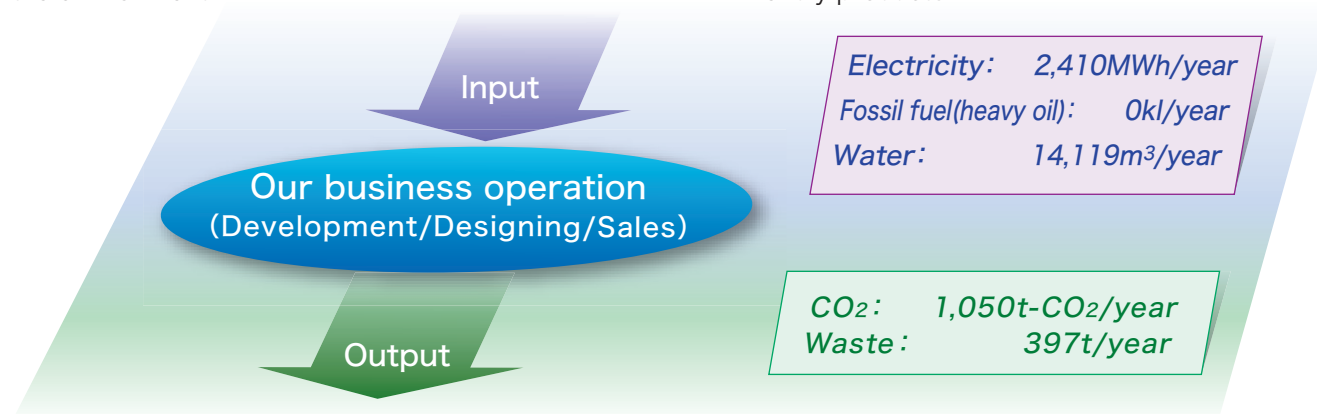 Input
Electricity: 2,410MWh/year
Fossil fuel(heavy oil): 0kl/year
Water: 14,119m3/year
Our business operation
(Development/Designing/Sales)
CO2: 1,050t-CO2/year
Waste: 397t/year
Output